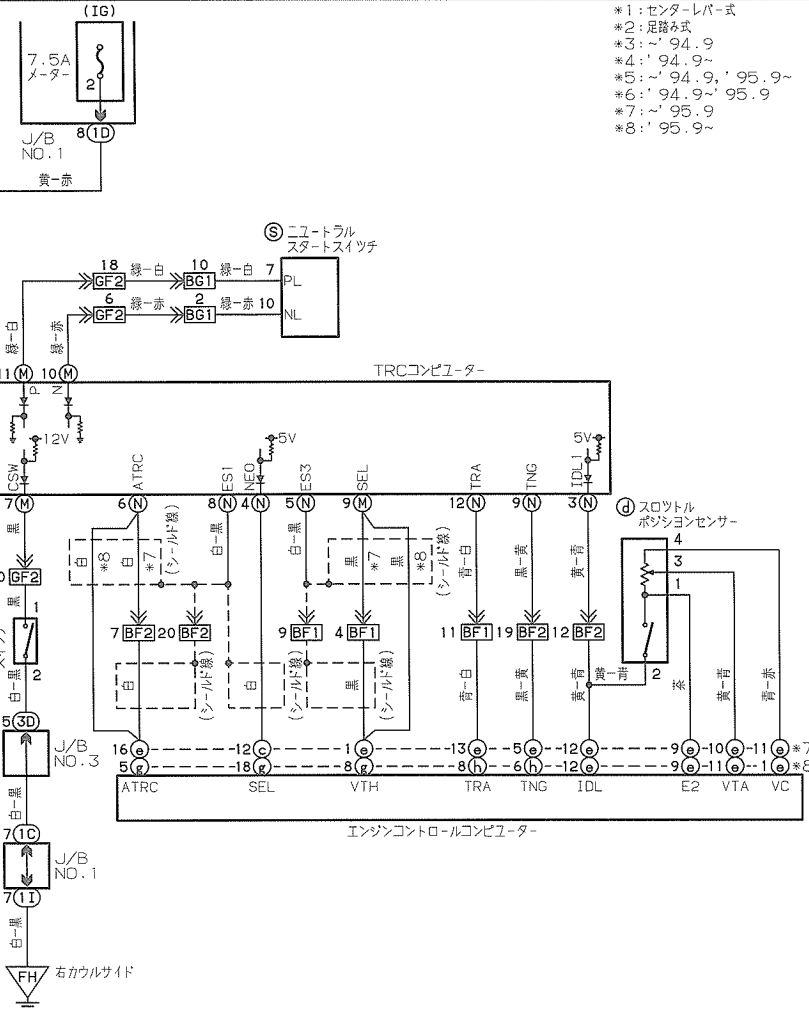 (IG)
*1:センターレバー式
*2:足踏み式
*3:~'94.9
*4:'94.9~
*5:~'94.9,'95.9~
*6:'94.9~'95.9
*7:~'95.9
*8:'95.9~
7.5A
メーター
2
8 1D
J/B
NO.1
黄-赤
S ニュートラル
スタートスイッチ
18 緑-白 10 緑-白 7
GF2 BG1 PL
6 緑-赤 2 緑-赤 10
GF2 BG1 NL
緑-白 緑-赤
11 M 10 M
TRCコンピューター
P N
12V 5V 5V
CSW ATRC ES1 NEO ES3 SEL TRA TNG IDL1
7 M 6 N 8 N 4 N 5 N 9 M 12 N 9 N 3 N
d スロットル
ポジションセンサー
黒 白-黒 白-黒 青-白 黒-黄 黄-青
白 *8 白 *7 (シールド線) 黒 *7 黒 *8 (シールド線)
4
3
1
2
GF2
黒
1
2
7 BF2 20 BF2 9 BF1 4 BF1 11 BF1 19 BF2 12 BF2
白-黒
白 (シールド線) 白 (シールド線) 黒 (シールド線) 青-白 黒-黄 黄-青 黄-青 茶 黄-青 青-赤
5 3D
J/B
NO.3
16 e 12 c 1 e 13 e 5 e 12 e 9 e 10 e 11 e *7
5 g 18 g 8 g 8 h 6 h 12 e 9 e 11 e 1 e *8
ATRC SEL VTH TRA TNG IDL E2 VTA VC
エンジンコントロールコンピューター
白-黒
7 1C
J/B
NO.1
7 1I
白-黒
FH 右カウルサイド